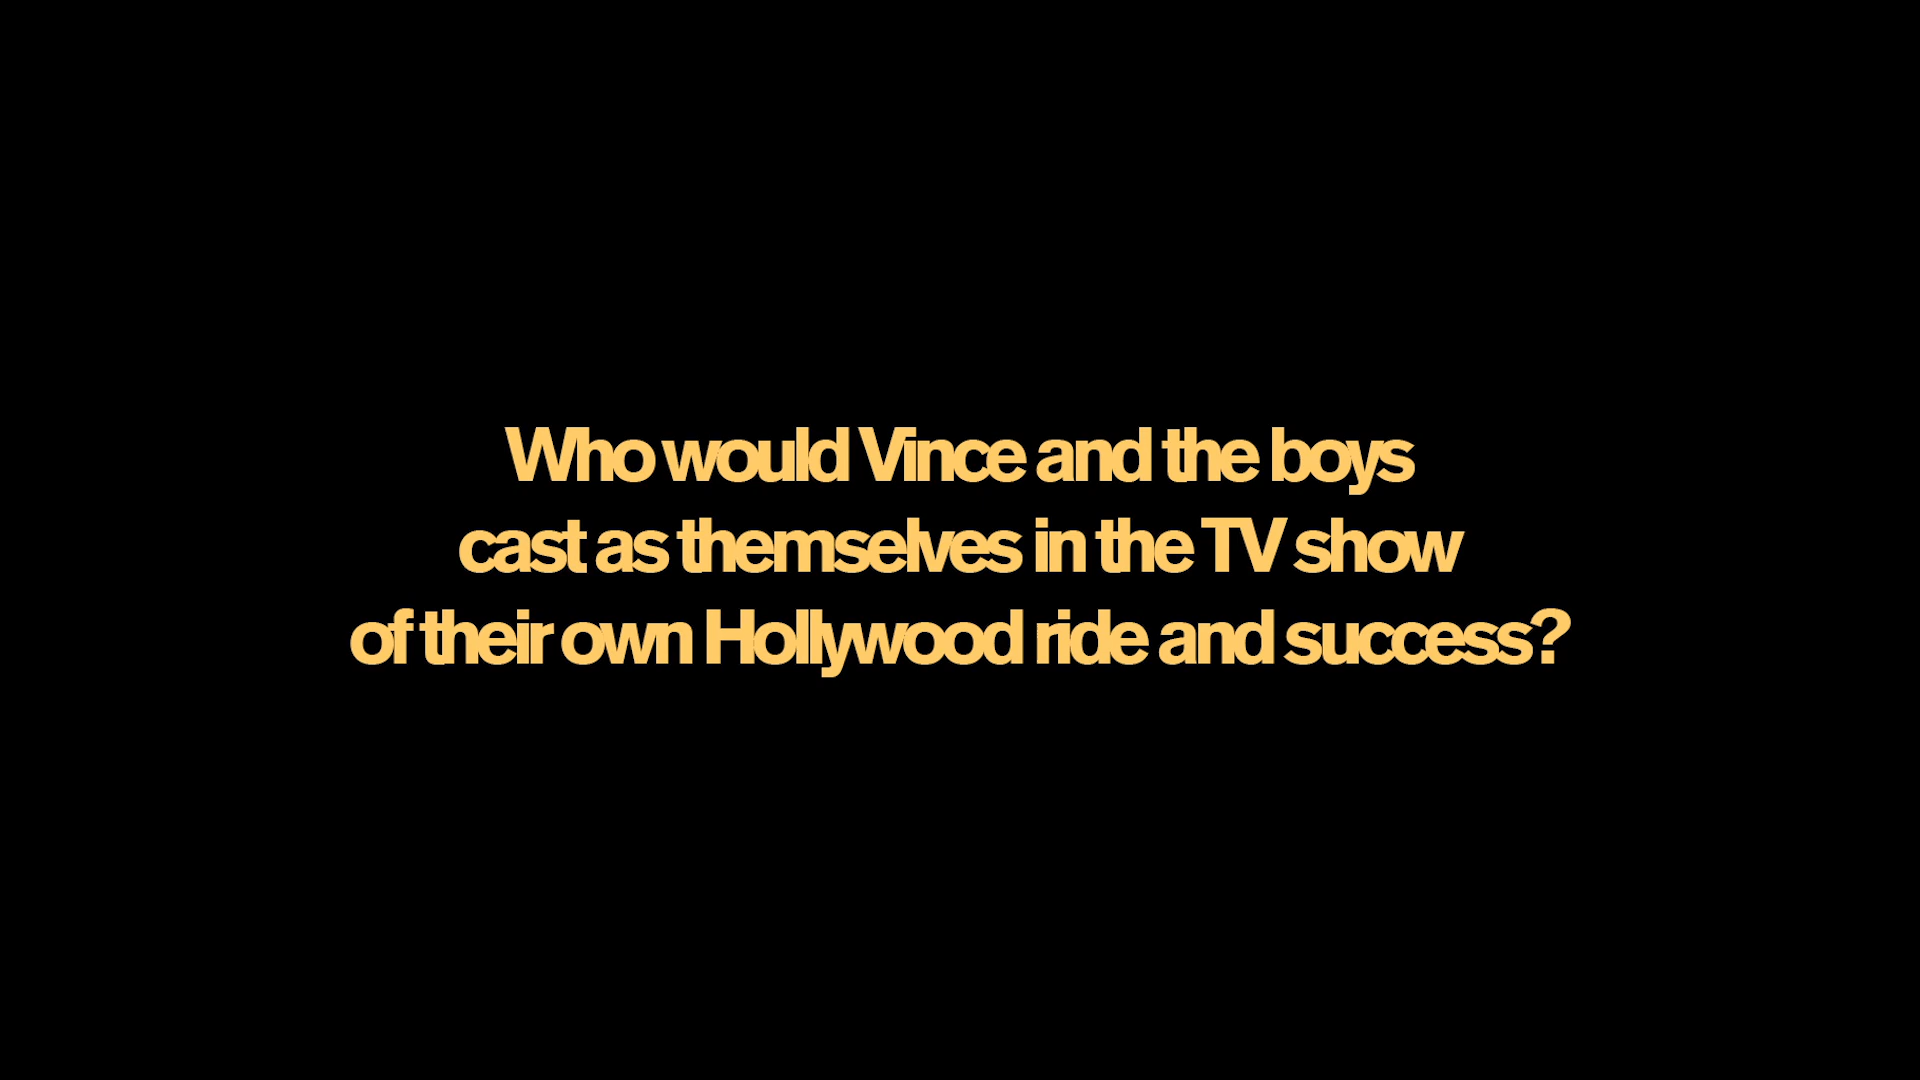 Who would Vince and the boys
cast as themselves in the TV show
of their own Hollywood ride and success?